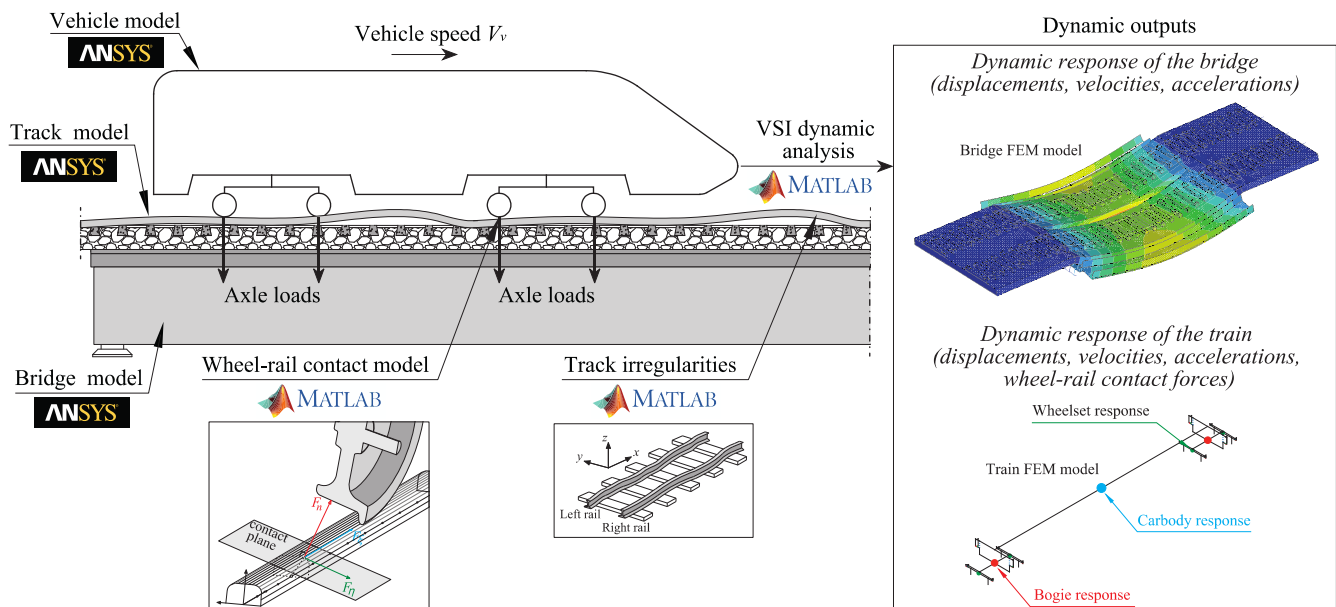 Vehicle model
ANSYS
Vehicle speed Vv
Track model
ANSYS
VSI dynamic
analysis
MATLAB
Axle loads
Axle loads
Bridge model
ANSYS
Wheel-rail contact model
MATLAB
Track irregularities
MATLAB
Fn
contact
plane
Fη
z
y
x
Left rail
Right rail
Dynamic outputs
Dynamic response of the bridge
(displacements, velocities, accelerations)
Bridge FEM model
Dynamic response of the train
(displacements, velocities, accelerations,
wheel-rail contact forces)
Wheelset response
Train FEM model
Carbody response
Bogie response